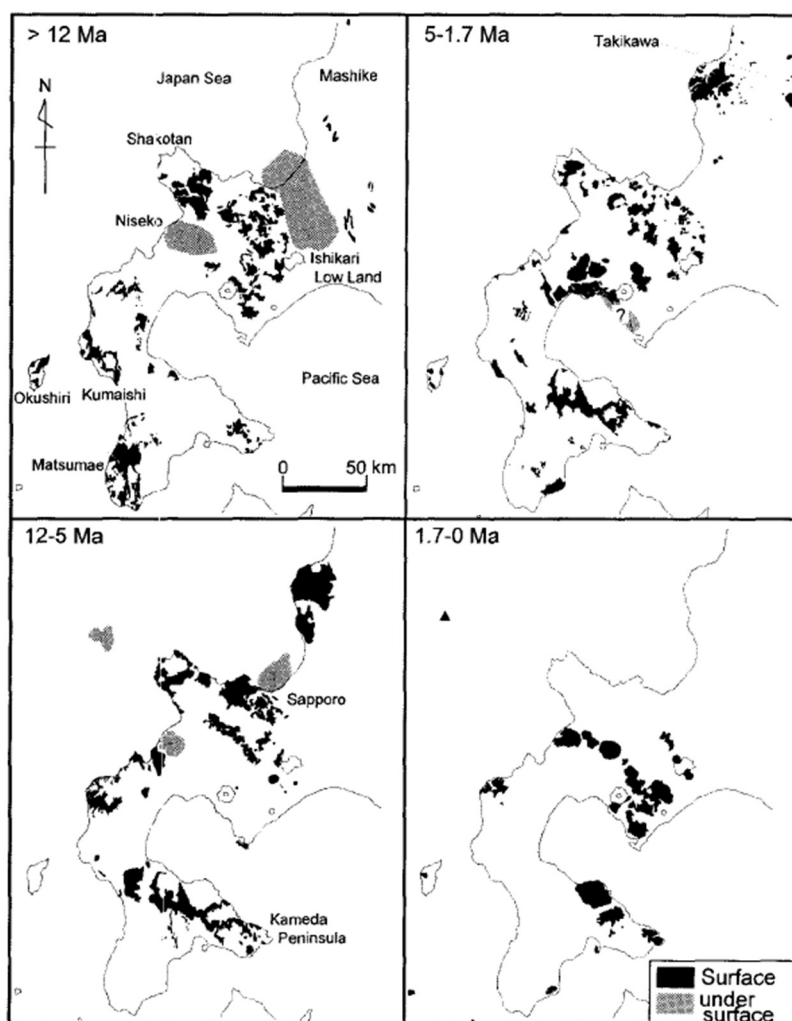 > 12 Ma
Japan Sea
Mashike
N
Shakotan
Niseko
Ishikari
Low Land
Pacific Sea
Okushiri
Kumaishi
Matsumae
0
50 km
5-1.7 Ma
Takikawa
?
12-5 Ma
Sapporo
Kameda
Peninsula
1.7-0 Ma
Surface
under
surface